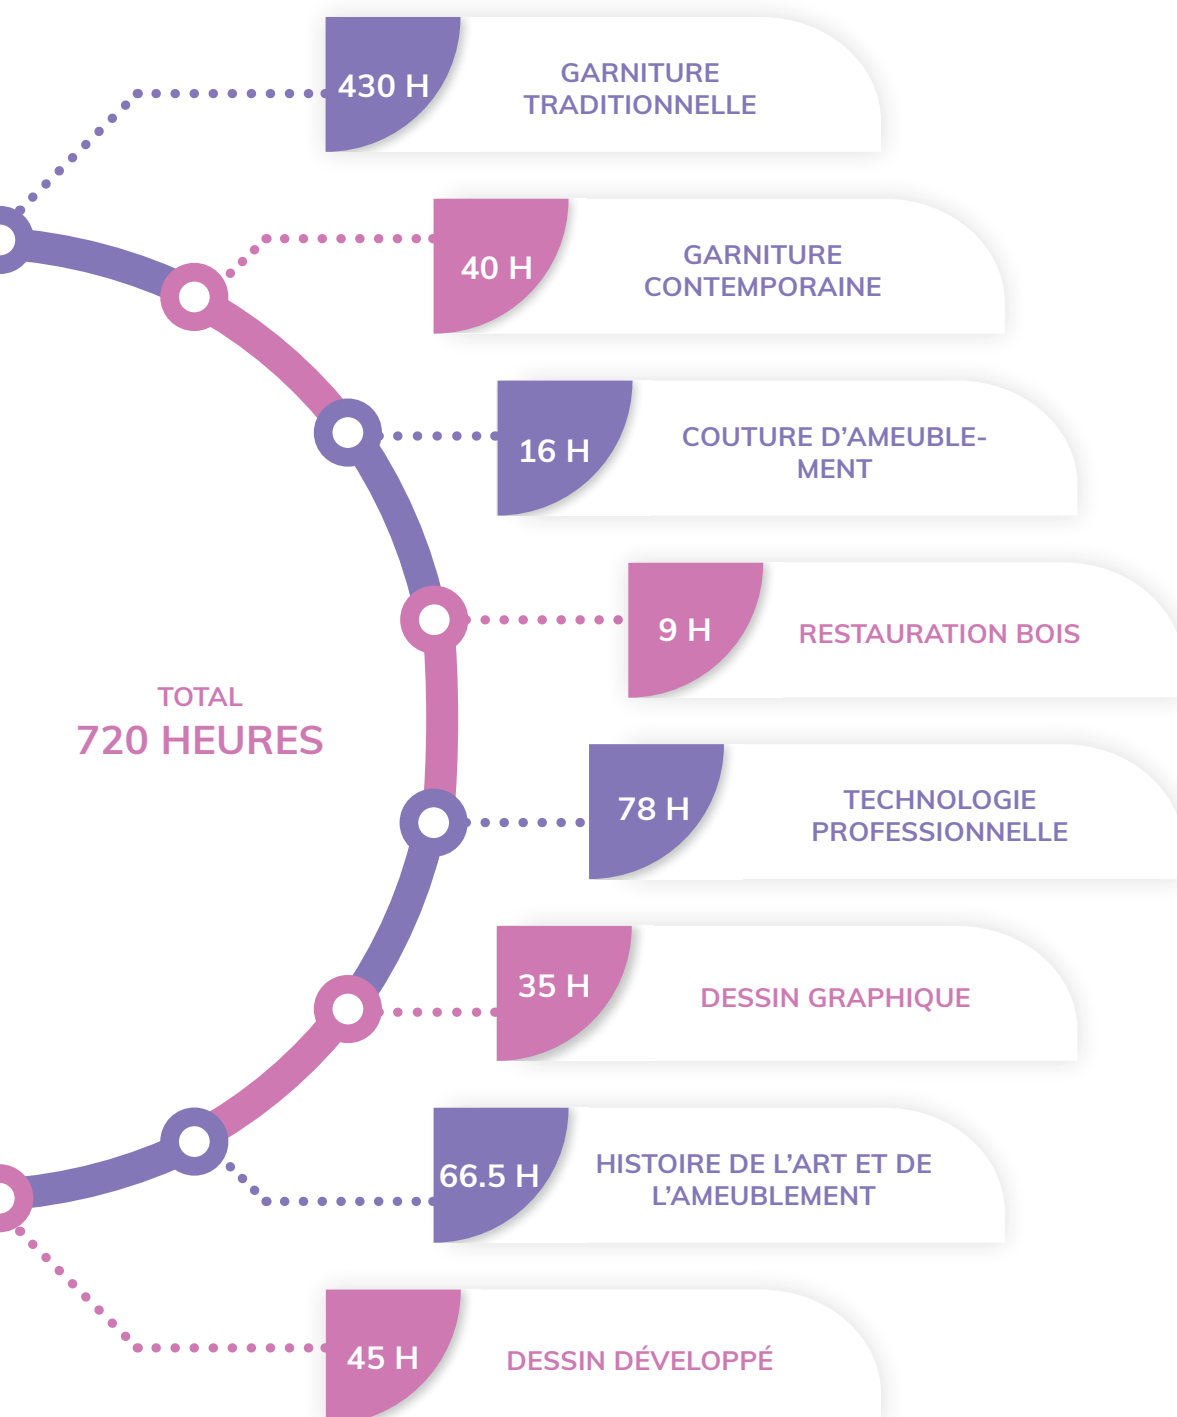 430 H
GARNITURE
TRADITIONNELLE
40 H
GARNITURE
CONTEMPORAINE
16 H
COUTURE D’AMEUBLE-
MENT
9 H
RESTAURATION BOIS
TOTAL
720 HEURES
78 H
TECHNOLOGIE
PROFESSIONNELLE
35 H
DESSIN GRAPHIQUE
66.5 H
HISTOIRE DE L’ART ET DE
L’AMEUBLEMENT
45 H
DESSIN DÉVELOPPÉ